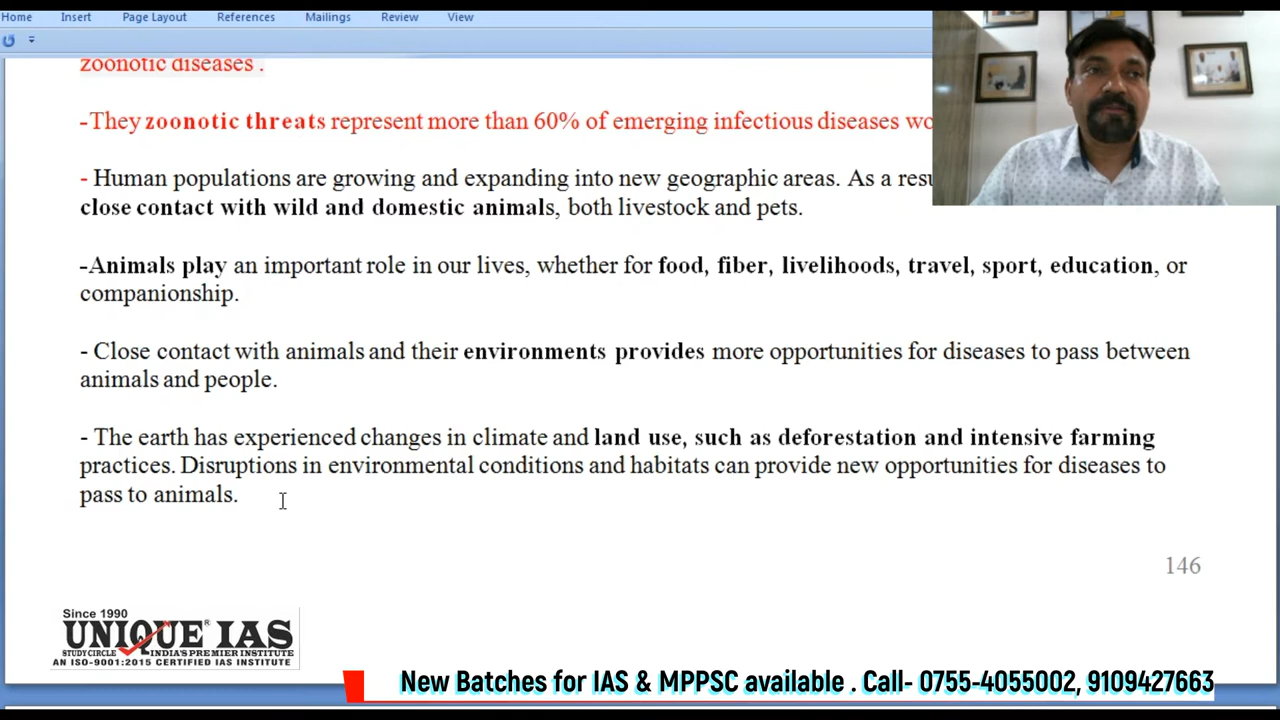 Home Insert Page Layout References Mailings Review View
zoonotic diseases .
-They zoonotic threats represent more than 60% of emerging infectious diseases wo
- Human populations are growing and expanding into new geographic areas. As a resu
close contact with wild and domestic animals, both livestock and pets.
-Animals play an important role in our lives, whether for food, fiber, livelihoods, travel, sport, education, or
companionship.
- Close contact with animals and their environments provides more opportunities for diseases to pass between
animals and people.
- The earth has experienced changes in climate and land use, such as deforestation and intensive farming
practices. Disruptions in environmental conditions and habitats can provide new opportunities for diseases to
pass to animals.
146
Since 1990
UNIQUE® IAS
STUDY CIRCLE INDIA'S PREMIER INSTITUTE
AN ISO-9001:2015 CERTIFIED IAS INSTITUTE
New Batches for IAS & MPPSC available . Call- 0755-4055002, 9109427663